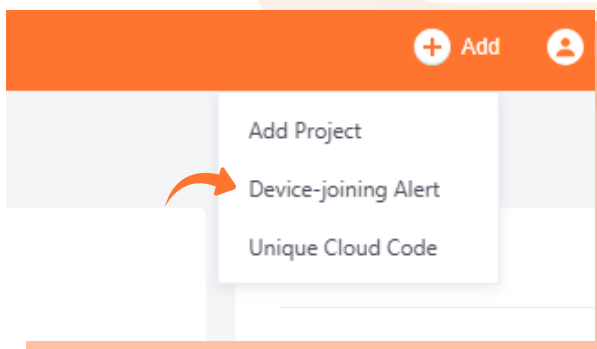 Add
Add Project
Device-joining Alert
Unique Cloud Code